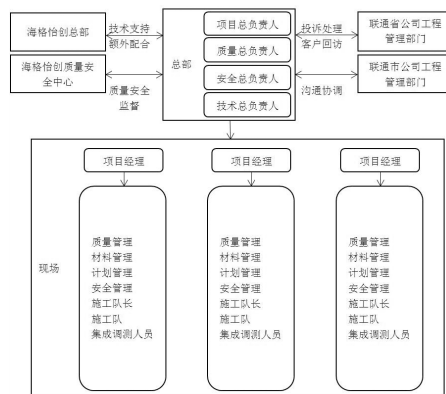 海格怡创总部
技术支持
额外配合
海格怡创质量安
全中心
质量安全
监督
总部
项目总负责人
质量总负责人
安全总负责人
技术总负责人
投诉处理
客户回访
联通省公司工程
管理部门
沟通协调
联通市公司工程
管理部门
现场
项目经理
质量管理
材料管理
计划管理
安全管理
施工队长
施工队
集成调测人员
项目经理
质量管理
材料管理
计划管理
安全管理
施工队长
施工队
集成调测人员
项目经理
质量管理
材料管理
计划管理
安全管理
施工队长
施工队
集成调测人员